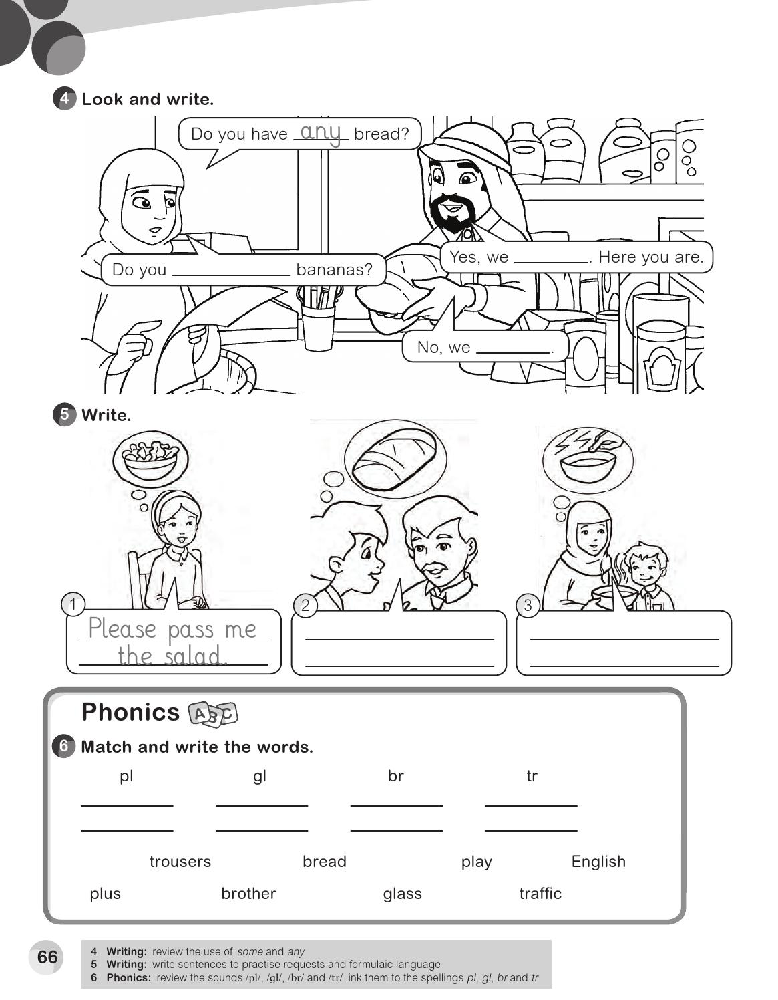 4 Look and write.
Do you have any bread?
Yes, we ________. Here you are.
Do you ____________ bananas?
No, we ________.
5 Write.
1
Please pass me
the salad.
2
3
Phonics ABC
6 Match and write the words.
pl gl br tr
trousers bread play English
plus brother glass traffic
66
4 Writing: review the use of some and any
5 Writing: write sentences to practise requests and formulaic language
6 Phonics: review the sounds /pl/, /gl/, /br/ and /tr/ link them to the spellings pl, gl, br and tr